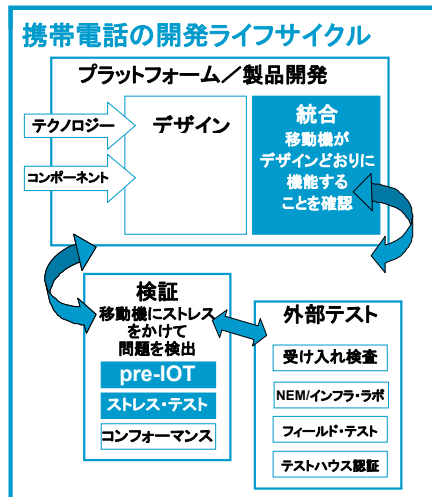 携帯電話の開発ライフサイクル
プラットフォーム／製品開発
テクノロジー
コンポーネント
デザイン
統合
移動機が
デザインどおりに
機能する
ことを確認
検証
移動機にストレス
をかけて
問題を検出
pre-IOT
ストレス・テスト
コンフォーマンス
外部テスト
受け入れ検査
NEM/インフラ・ラボ
フィールド・テスト
テストハウス認証